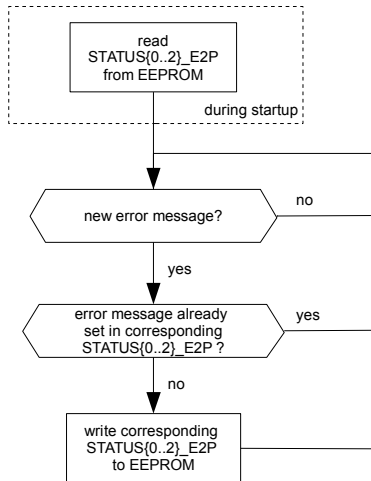 read
STATUS{0..2}_E2P
from EEPROM
during startup
new error message?
no
yes
error message already
set in corresponding
STATUS{0..2}_E2P ?
yes
no
write corresponding
STATUS{0..2}_E2P
to EEPROM